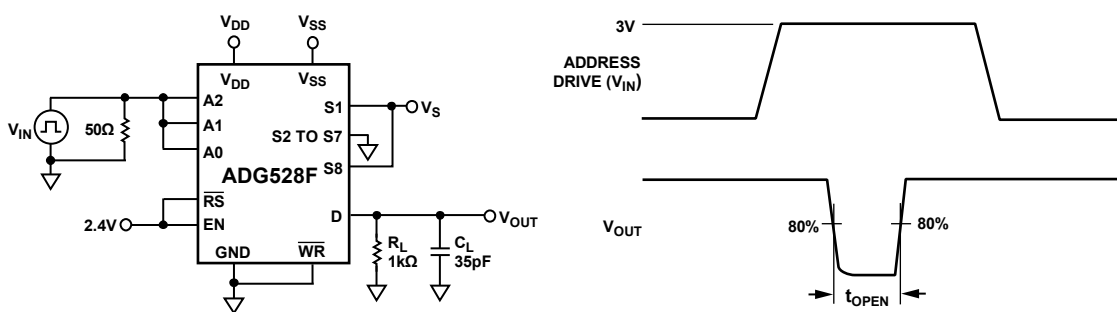 VDD
VSS
VDD
VSS
A2
A1
A0
VIN
50Ω
S1
VS
S2 TO S7
S8
ADG528F
RS
EN
2.4V
D
VOUT
GND
WR
RL
1kΩ
CL
35pF
3V
ADDRESS
DRIVE (VIN)
VOUT
80%
80%
tOPEN